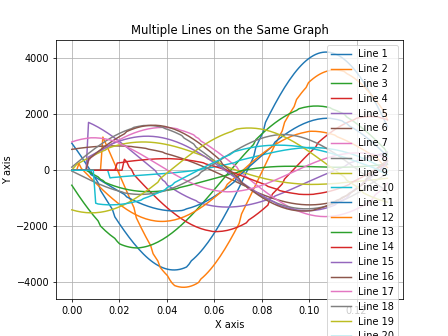 Multiple Lines on the Same Graph
4000
2000
0
−2000
−4000
Y axis
0.00
0.02
0.04
0.06
0.08
0.10
X axis
Line 1
Line 2
Line 3
Line 4
Line 5
Line 6
Line 7
Line 8
Line 9
Line 10
Line 11
Line 12
Line 13
Line 14
Line 15
Line 16
Line 17
Line 18
Line 19
Line 20